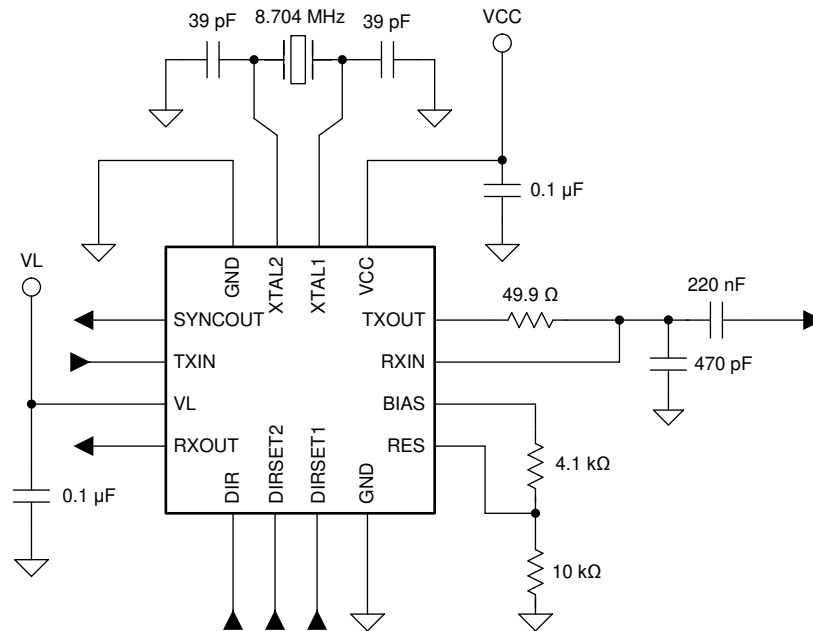 39 pF
8.704 MHz
39 pF
VCC
0.1 µF
VL
GND
XTAL2
XTAL1
VCC
SYNCOUT
TXIN
VL
RXOUT
TXOUT
RXIN
BIAS
RES
DIR
DIRSET2
DIRSET1
GND
49.9 Ω
220 nF
470 pF
4.1 kΩ
10 kΩ
0.1 µF